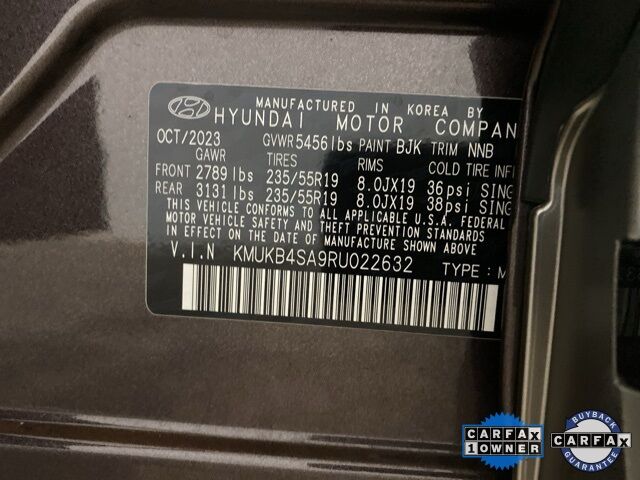 MANUFACTURED IN KOREA BY
HYUNDAI MOTOR COMPAN
OCT/2023 GVWR 5456lbs PAINT BJK TRIM NNB
GAWR TIRES RIMS COLD TIRE INFL
FRONT 2789 lbs 235/55R19 8.0JX19 36psi SING
REAR 3131 lbs 235/55R19 8.0JX19 38psi SING
THIS VEHICLE CONFORMS TO ALL APPLICABLE U.S.A. FEDERAL
MOTOR VEHICLE SAFETY AND THEFT PREVENTION STANDARDS
IN EFFECT ON THE DATE OF MANUFACTURE SHOWN ABOVE.
V.I.N KMUKB4SA9RU022632 TYPE: M
CARFAX
1 OWNER
BUYBACK
CARFAX
GUARANTEE